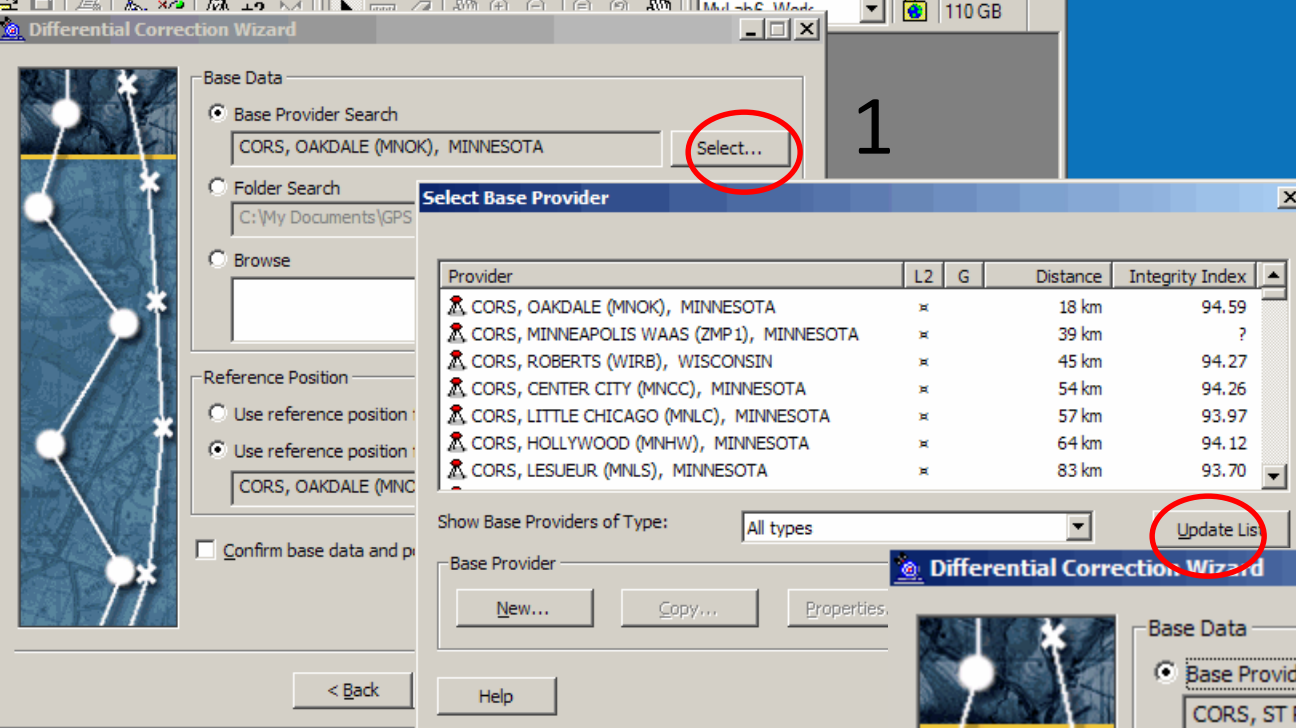 MyLab6_Work
110 GB
Differential Correction Wizard
1
Base Data
Base Provider Search
CORS, OAKDALE (MNOK), MINNESOTA
Select...
Folder Search
C:\My Documents\GPS
Browse
Reference Position
Use reference position
Use reference position
CORS, OAKDALE (MNO
Confirm base data and p
< Back
Select Base Provider
Provider L2 G Distance Integrity Index
CORS, OAKDALE (MNOK), MINNESOTA ¤ 18 km 94.59
CORS, MINNEAPOLIS WAAS (ZMP1), MINNESOTA ¤ 39 km ?
CORS, ROBERTS (WIRB), WISCONSIN ¤ 45 km 94.27
CORS, CENTER CITY (MNCC), MINNESOTA ¤ 54 km 94.26
CORS, LITTLE CHICAGO (MNLC), MINNESOTA ¤ 57 km 93.97
CORS, HOLLYWOOD (MNHW), MINNESOTA ¤ 64 km 94.12
CORS, LESUEUR (MNLS), MINNESOTA ¤ 83 km 93.70
Show Base Providers of Type: All types Update List
Base Provider
New... Copy... Properties.
Help
Differential Correction Wizard
Base Data
Base Provid
CORS, ST